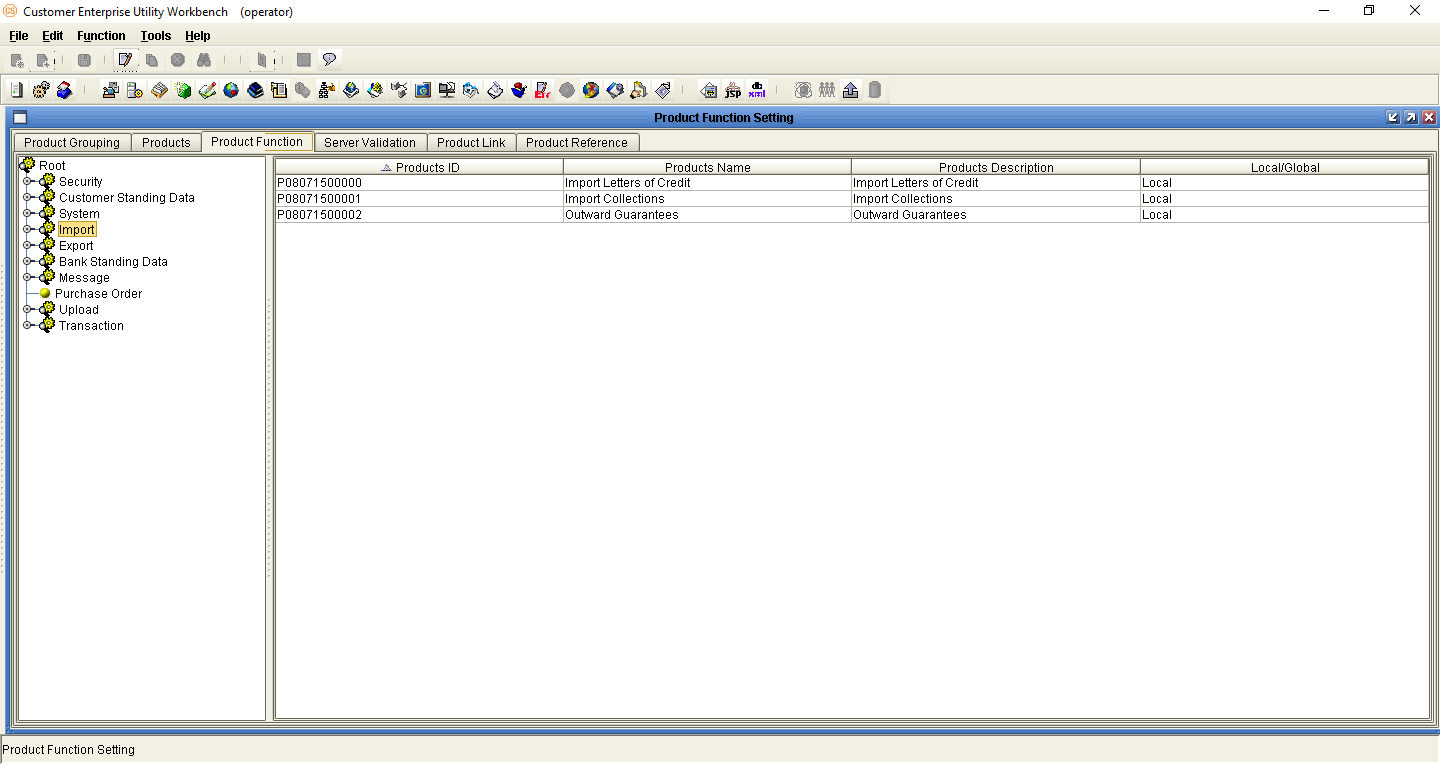 CS Customer Enterprise Utility Workbench (operator)
File Edit Function Tools Help
JSP xml
Product Function Setting
Product Grouping Products Product Function Server Validation Product Link Product Reference
Root
Security
Customer Standing Data
System
Import
Export
Bank Standing Data
Message
Purchase Order
Upload
Transaction
Products ID Products Name Products Description Local/Global
P08071500000 Import Letters of Credit Import Letters of Credit Local
P08071500001 Import Collections Import Collections Local
P08071500002 Outward Guarantees Outward Guarantees Local
Product Function Setting